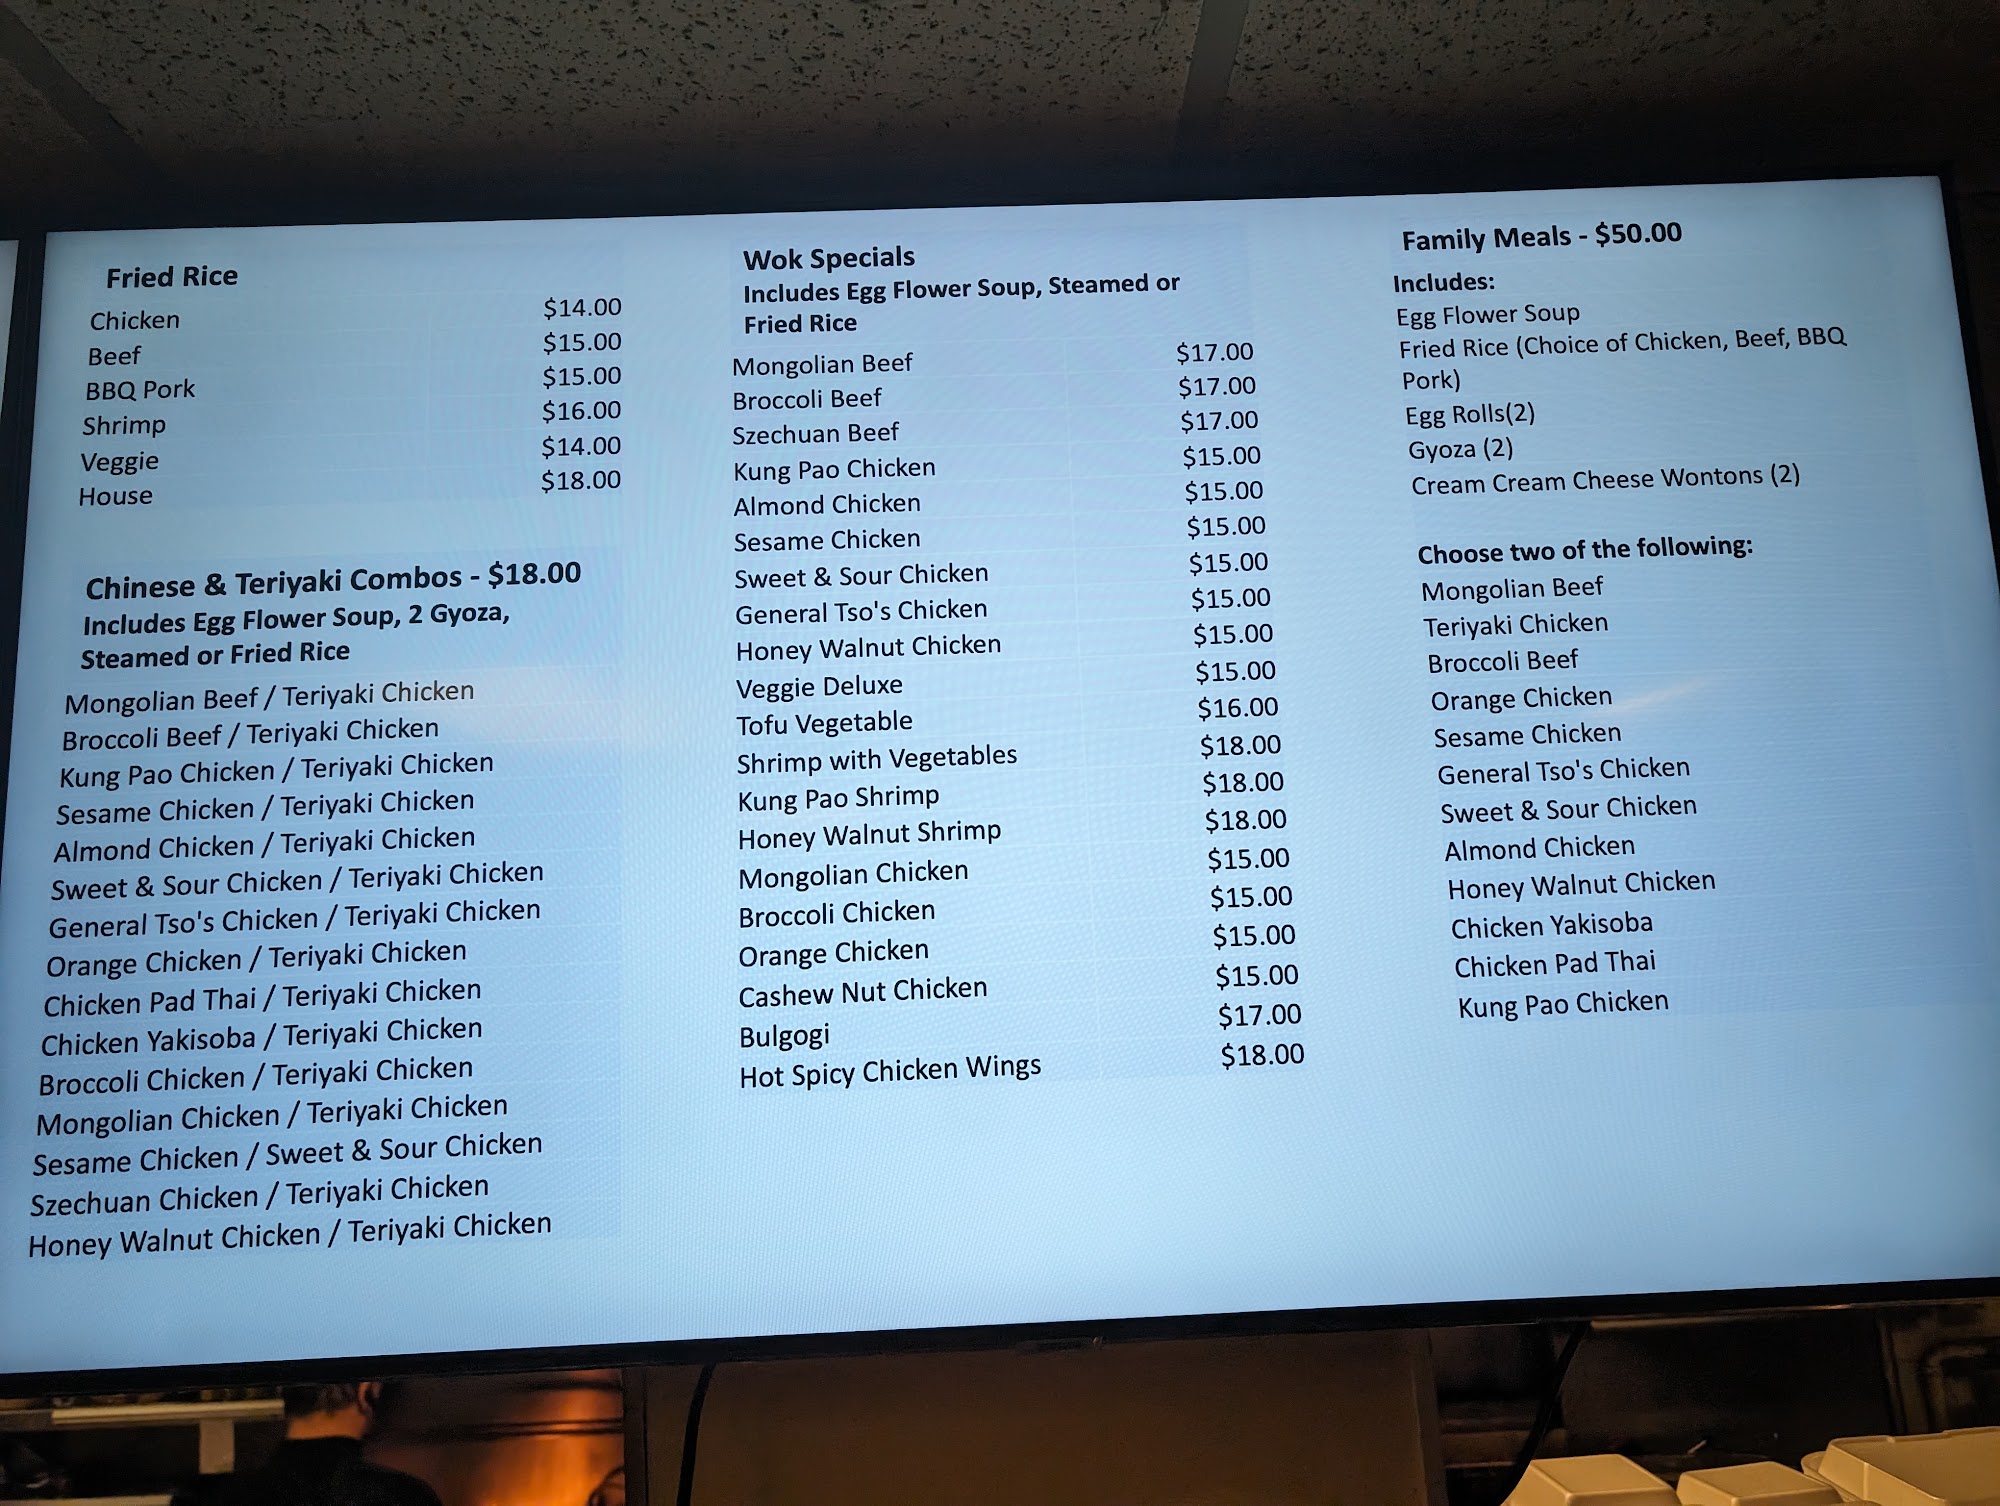 Fried Rice
Chicken $14.00
Beef $15.00
BBQ Pork $15.00
Shrimp $16.00
Veggie $14.00
House $18.00
Chinese & Teriyaki Combos - $18.00
Includes Egg Flower Soup, 2 Gyoza,
Steamed or Fried Rice
Mongolian Beef / Teriyaki Chicken
Broccoli Beef / Teriyaki Chicken
Kung Pao Chicken / Teriyaki Chicken
Sesame Chicken / Teriyaki Chicken
Almond Chicken / Teriyaki Chicken
Sweet & Sour Chicken / Teriyaki Chicken
General Tso's Chicken / Teriyaki Chicken
Orange Chicken / Teriyaki Chicken
Chicken Pad Thai / Teriyaki Chicken
Chicken Yakisoba / Teriyaki Chicken
Broccoli Chicken / Teriyaki Chicken
Mongolian Chicken / Teriyaki Chicken
Sesame Chicken / Sweet & Sour Chicken
Szechuan Chicken / Teriyaki Chicken
Honey Walnut Chicken / Teriyaki Chicken
Wok Specials
Includes Egg Flower Soup, Steamed or
Fried Rice
Mongolian Beef $17.00
Broccoli Beef $17.00
Szechuan Beef $17.00
Kung Pao Chicken $15.00
Almond Chicken $15.00
Sesame Chicken $15.00
Sweet & Sour Chicken $15.00
General Tso's Chicken $15.00
Honey Walnut Chicken $15.00
Veggie Deluxe $15.00
Tofu Vegetable $16.00
Shrimp with Vegetables $18.00
Kung Pao Shrimp $18.00
Honey Walnut Shrimp $18.00
Mongolian Chicken $15.00
Broccoli Chicken $15.00
Orange Chicken $15.00
Cashew Nut Chicken $15.00
Bulgogi $17.00
Hot Spicy Chicken Wings $18.00
Family Meals - $50.00
Includes:
Egg Flower Soup
Fried Rice (Choice of Chicken, Beef, BBQ
Pork)
Egg Rolls(2)
Gyoza (2)
Cream Cream Cheese Wontons (2)
Choose two of the following:
Mongolian Beef
Teriyaki Chicken
Broccoli Beef
Orange Chicken
Sesame Chicken
General Tso's Chicken
Sweet & Sour Chicken
Almond Chicken
Honey Walnut Chicken
Chicken Yakisoba
Chicken Pad Thai
Kung Pao Chicken